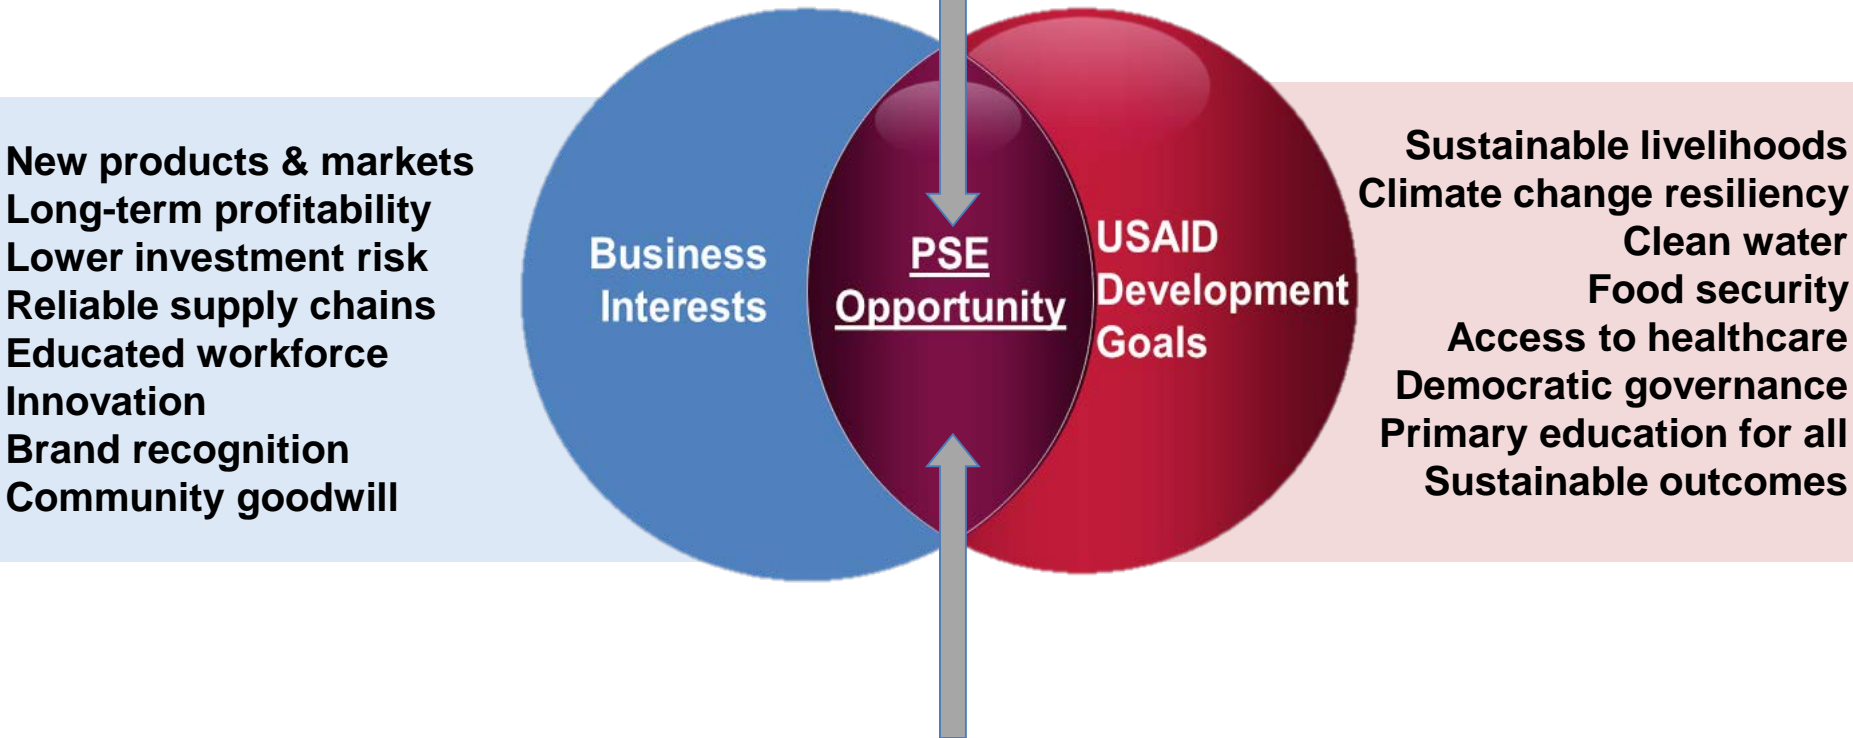 New products & markets
Long-term profitability
Lower investment risk
Reliable supply chains
Educated workforce
Innovation
Brand recognition
Community goodwill
Business
Interests
PSE
Opportunity
USAID
Development
Goals
Sustainable livelihoods
Climate change resiliency
Clean water
Food security
Access to healthcare
Democratic governance
Primary education for all
Sustainable outcomes